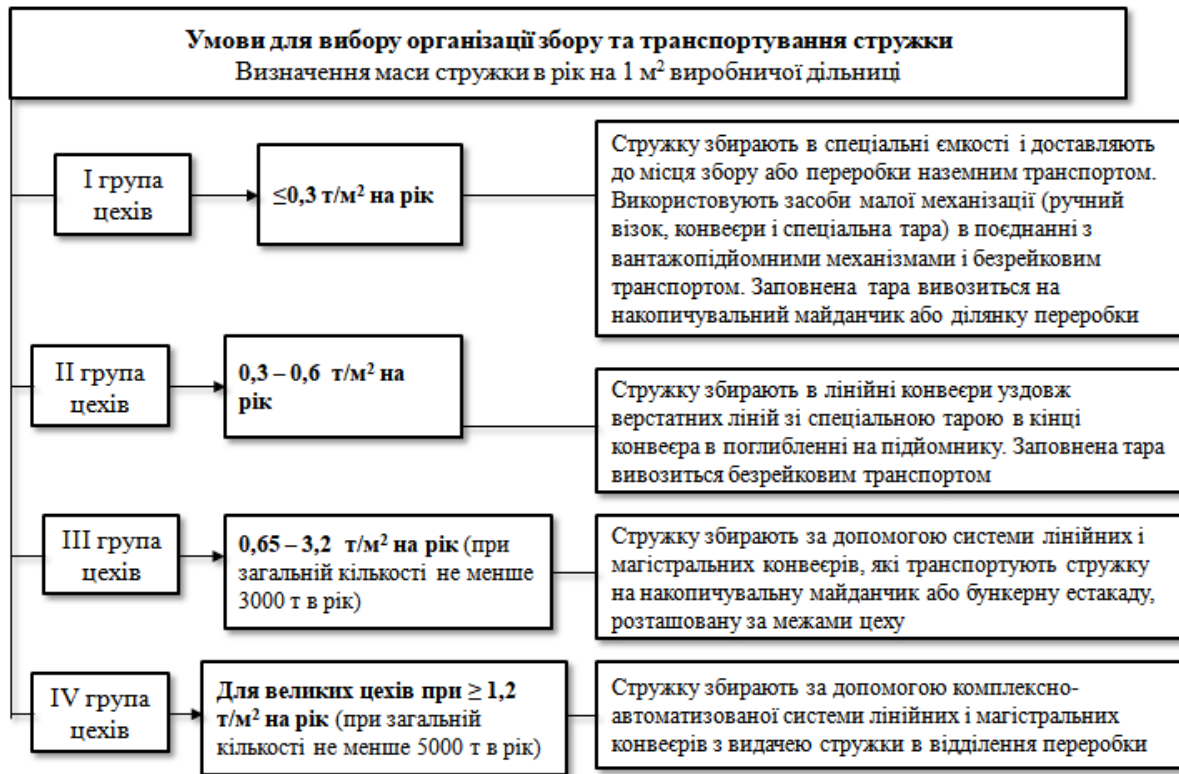 Умови для вибору організації збору та транспортування стружки
Визначення маси стружки в рік на 1 м² виробничої дільниці
І група
цехів
≤0,3 т/м² на рік
Стружку збирають в спеціальні ємкості і доставляють
до місця збору або переробки наземним транспортом.
Використовують засоби малої механізації (ручний
візок, конвеєри і спеціальна тара) в поєднанні з
вантажопідйомними механізмами і безрейковим
транспортом. Заповнена тара вивозиться на
накопичувальний майданчик або ділянку переробки
ІІ група
цехів
0,3 – 0,6 т/м² на
рік
Стружку збирають в лінійні конвеєри уздовж
верстатних ліній зі спеціальною тарою в кінці
конвеєра в поглибленні на підйомнику. Заповнена тара
вивозиться безрейковим транспортом
ІІІ група
цехів
0,65 – 3,2 т/м² на рік (при
загальній кількості не менше
3000 т в рік)
Стружку збирають за допомогою системи лінійних і
магістральних конвеєрів, які транспортують стружку
на накопичувальну майданчик або бункерну естакаду,
розташовану за межами цеху
IV група
цехів
Для великих цехів при ≥ 1,2
т/м² на рік (при загальній
кількості не менше 5000 т в рік)
Стружку збирають за допомогою комплексно-
автоматизованої системи лінійних і магістральних
конвеєрів з видачею стружки в відділення переробки